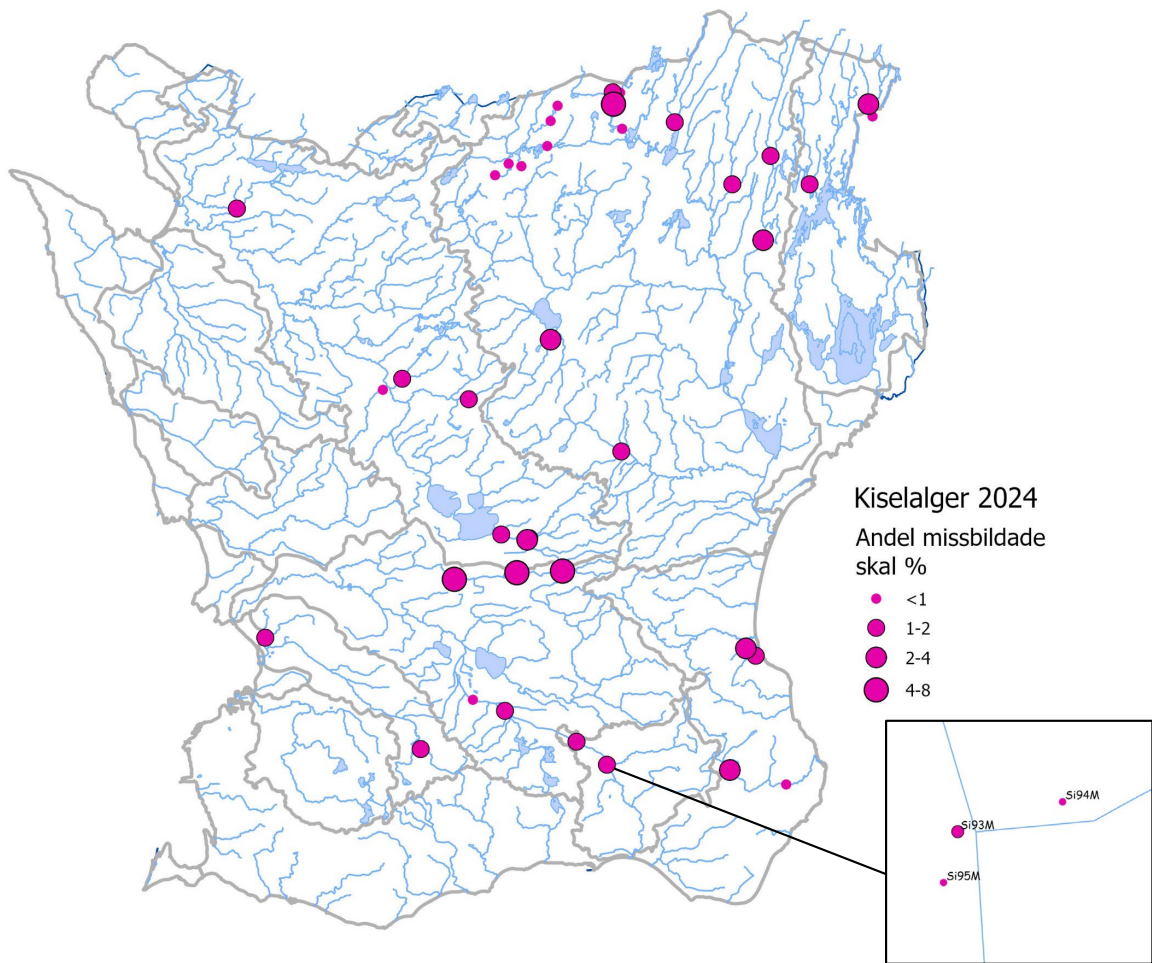 Kiselalger 2024
Andel missbildade
skal %
<1
1-2
2-4
4-8
Si94M
Si93M
Si95M